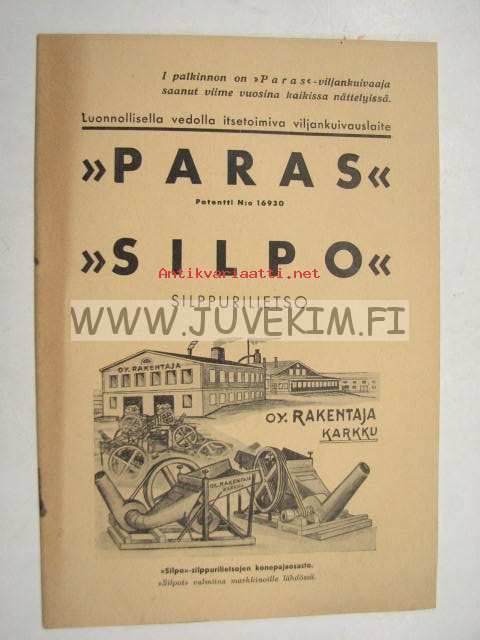 I palkinnon on »Paras«-viljankuivaaja
saanut viime vuosina kaikissa nättelyissä.
Luonnollisella vedolla itsetoimiva viljankuivauslaite
»PARAS«
Patentti N:o 16930
»SILPO«
Antikvariaatti.net
SILPPURILIETSO
WWW.JUVEKIM.FI
OY. RAKENTAJA
OY. RAKENTAJA
KARKKU
OY. RAKENTAJA
KARKKU
»Silpo»-silppurilietsojen konepajaosasto.
»Silpot» valmiina markkinoille lähdössä.